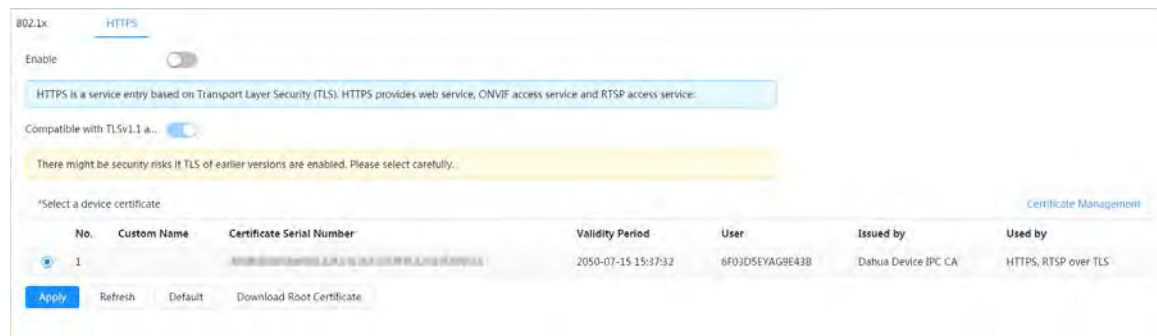 802.1x HTTPS
Enable
HTTPS is a service entry based on Transport Layer Security (TLS). HTTPS provides web service, ONVIF access service and RTSP access service.
Compatible with TLSv1.1 a...
There might be security risks if TLS of earlier versions are enabled. Please select carefully.
*Select a device certificate Certificate Management
No. Custom Name Certificate Serial Number Validity Period User Issued by Used by
1 2050-07-15 15:37:32 6F03D5EYAG9E43B Dahua Device IPC CA HTTPS, RTSP over TLS
Apply Refresh Default Download Root Certificate